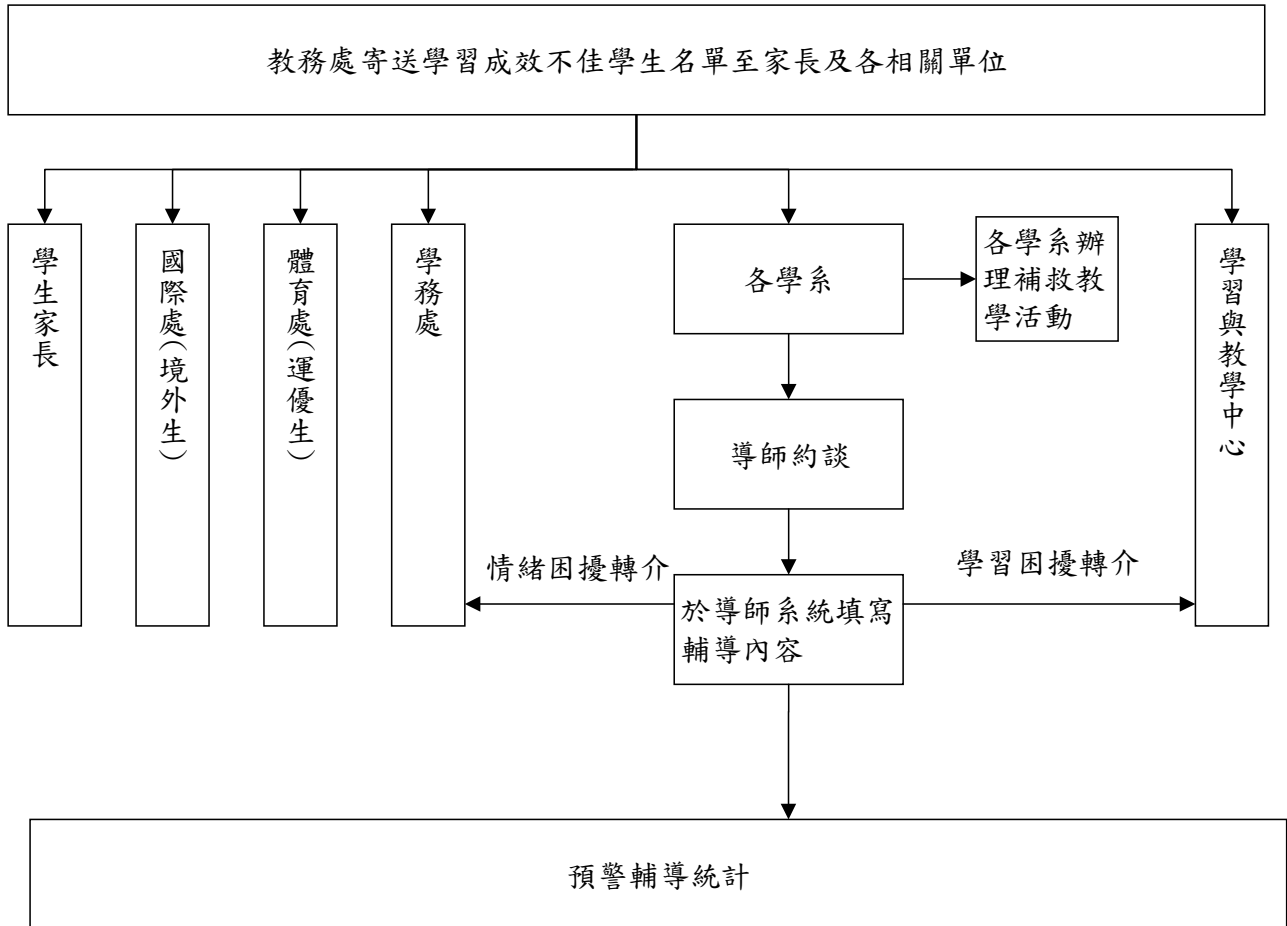 教務處寄送學習成效不佳學生名單至家長及各相關單位
學生家長
國際處(境外生)
體育處(運優生)
學務處
各學系
各學系辦
理補救教
學活動
學習與教學中心
導師約談
情緒困擾轉介
學習困擾轉介
於導師系統填寫
輔導內容
預警輔導統計